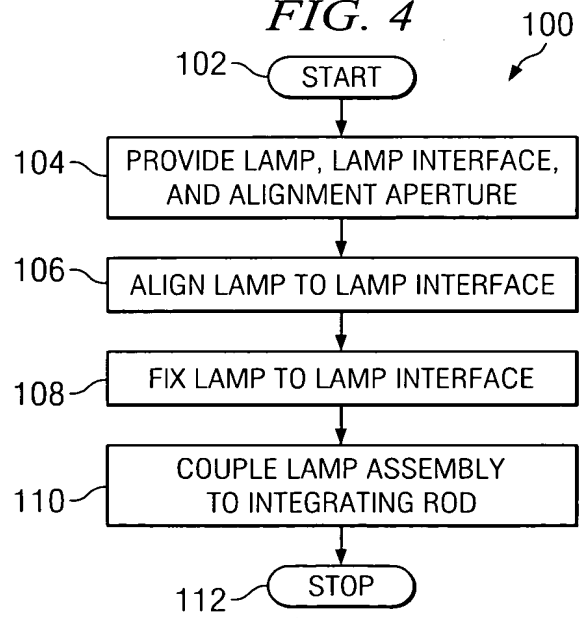 FIG. 4
100
102
START
104
PROVIDE LAMP, LAMP INTERFACE,
AND ALIGNMENT APERTURE
106
ALIGN LAMP TO LAMP INTERFACE
108
FIX LAMP TO LAMP INTERFACE
110
COUPLE LAMP ASSEMBLY
TO INTEGRATING ROD
112
STOP